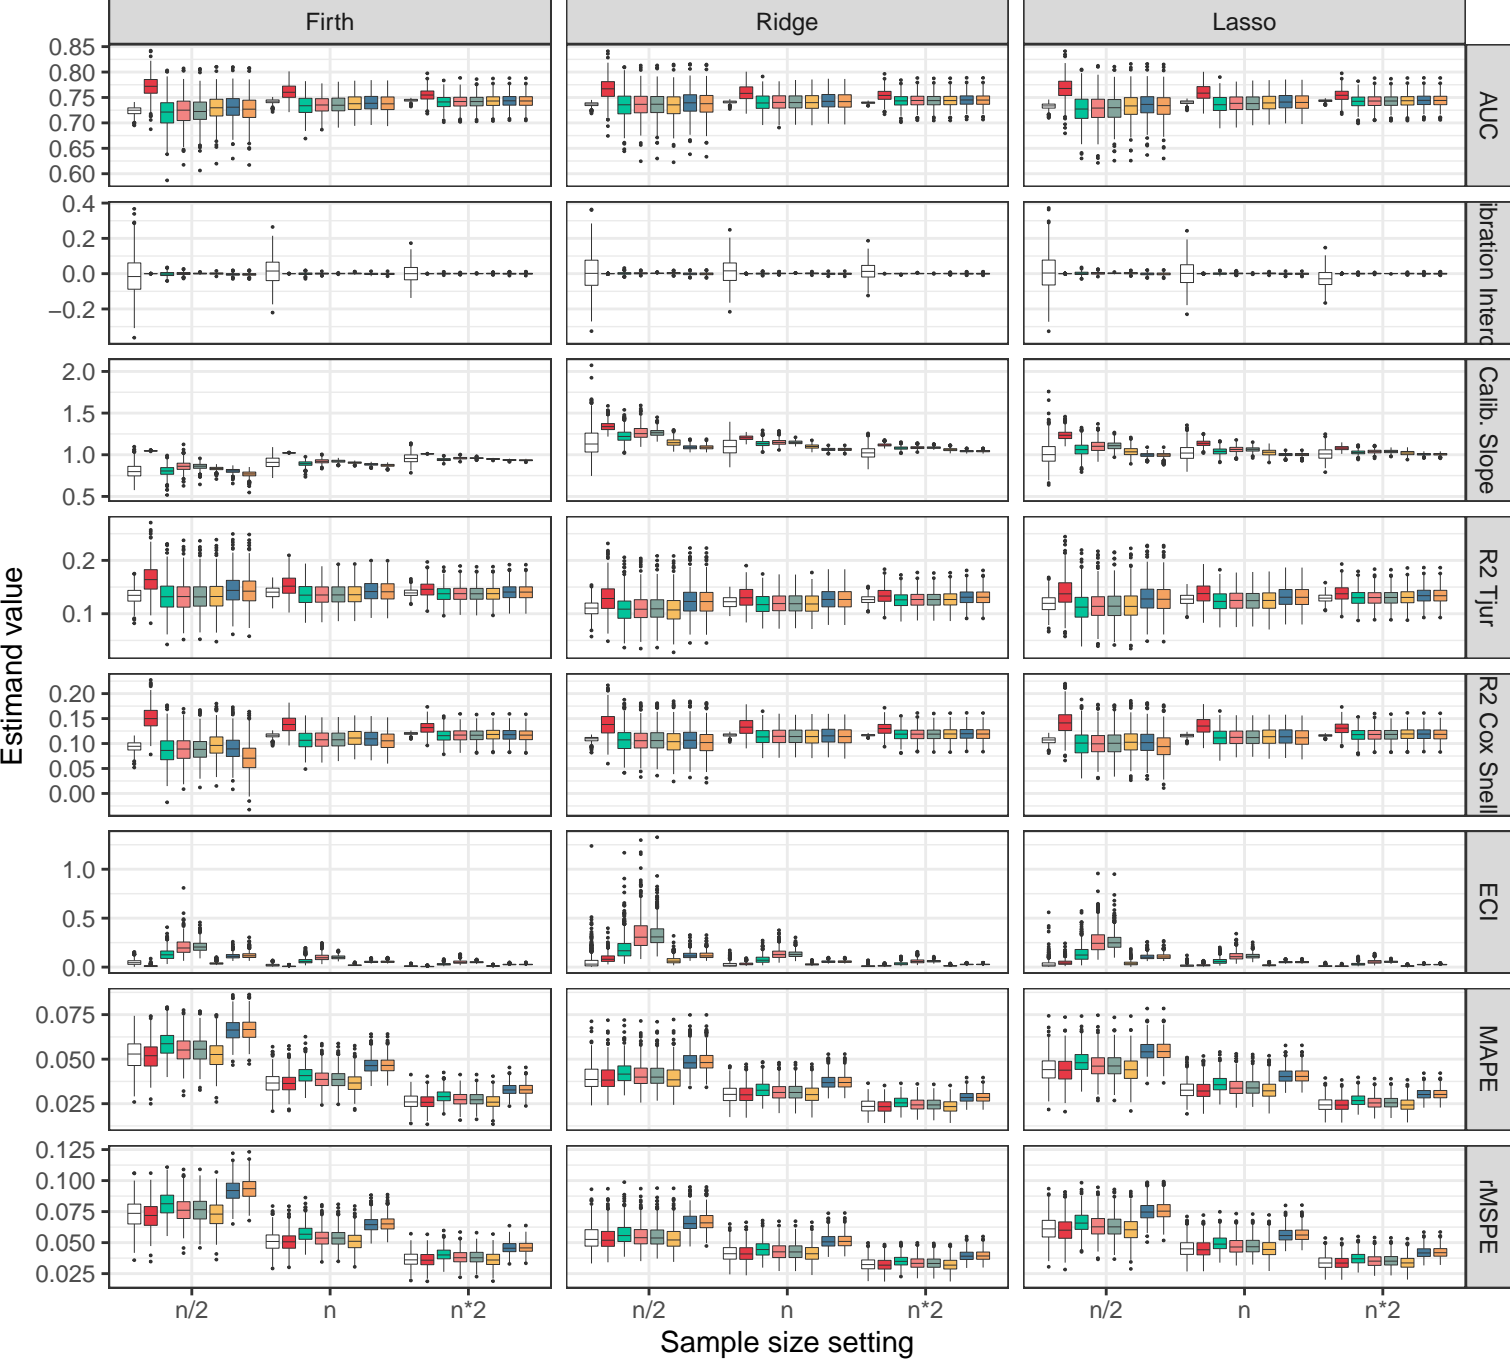 Firth Ridge Lasso
0.85
0.80
0.75
0.70
0.65
0.60
AUC
0.4
0.2
0.0
−0.2
ibration Interc
2.0
1.5
1.0
0.5
Calib. Slope
0.2
0.1
R2 Tjur
0.20
0.15
0.10
0.05
0.00
R2 Cox Snell
1.0
0.5
0.0
ECI
0.075
0.050
0.025
MAPE
0.125
0.100
0.075
0.050
0.025
rMSPE
Estimand value
n/2 n n*2 n/2 n n*2 n/2 n n*2
Sample size setting